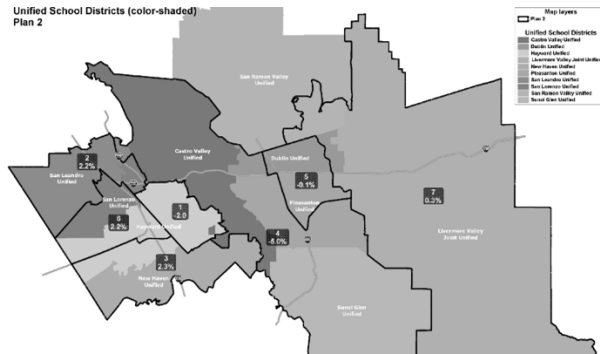 Unified School Districts (color-shaded)
Plan 2
Map layers
Plan 2
Unified School Districts
Castro Valley Unified
Dublin Unified
Hayward Unified
Livermore Valley Joint Unified
New Haven Unified
Pleasanton Unified
San Leandro Unified
San Lorenzo Unified
San Ramon Valley Unified
Sunol Glen Unified
San Ramon Valley
Unified
Castro Valley
Unified
Dublin Unified
2
2.2%
San Leandro
Unified
5
-0.1%
Pleasanton
Unified
7
0.3%
San Lorenzo
Unified
1
-2.0
6
2.2%
Hayward Unified
4
-5.0%
Livermore Valley
Joint Unified
3
2.3%
New Haven
Unified
Sunol Glen
Unified